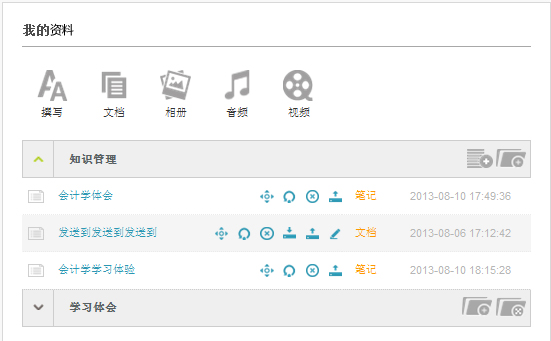 我的资料
撰写 文档 相册 音频 视频
知识管理
会计学体会 笔记 2013-08-10 17:49:36
发送到发送到发送到 文档 2013-08-06 17:12:42
会计学学习体验 笔记 2013-08-10 18:15:28
学习体会